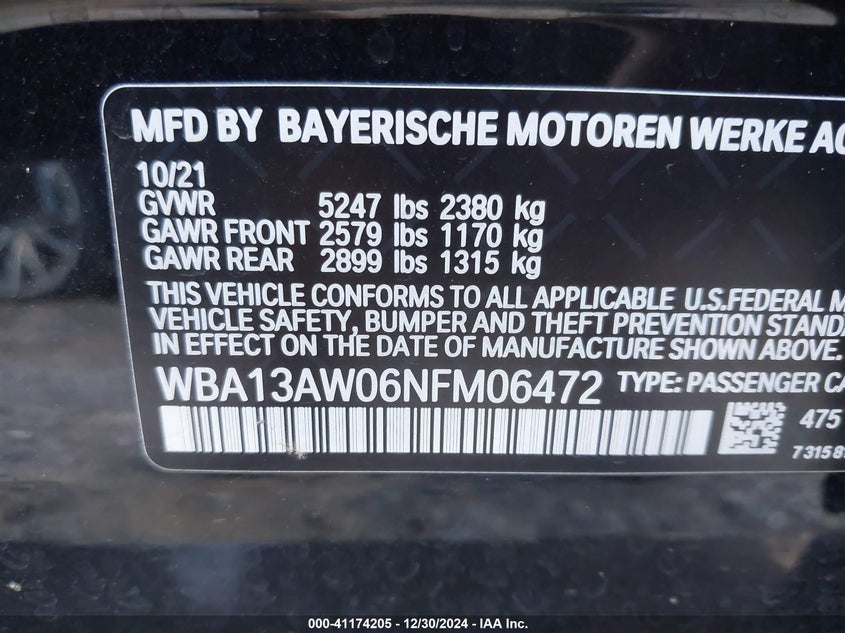 MFD BY BAYERISCHE MOTOREN WERKE AG
10/21
GVWR 5247 lbs 2380 kg
GAWR FRONT 2579 lbs 1170 kg
GAWR REAR 2899 lbs 1315 kg
THIS VEHICLE CONFORMS TO ALL APPLICABLE U.S.FEDERAL M
VEHICLE SAFETY, BUMPER AND THEFT PREVENTION STANDA
IN EFFECT ON THE DATE OF MANUFACTURE SHOWN ABOVE.
WBA13AW06NFM06472 TYPE: PASSENGER CA
475
73158
000-41174205 - 12/30/2024 - IAA Inc.